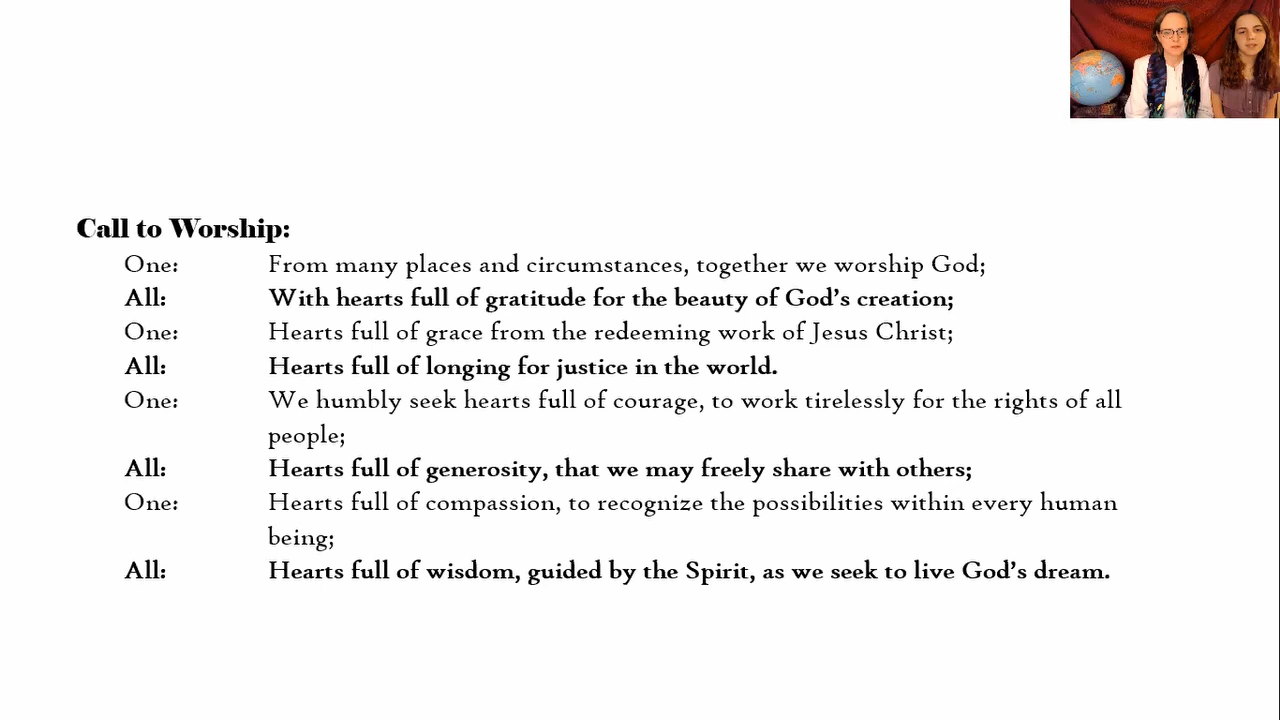 Call to Worship:
One: From many places and circumstances, together we worship God;
All: With hearts full of gratitude for the beauty of God’s creation;
One: Hearts full of grace from the redeeming work of Jesus Christ;
All: Hearts full of longing for justice in the world.
One: We humbly seek hearts full of courage, to work tirelessly for the rights of all
people;
All: Hearts full of generosity, that we may freely share with others;
One: Hearts full of compassion, to recognize the possibilities within every human
being;
All: Hearts full of wisdom, guided by the Spirit, as we seek to live God’s dream.